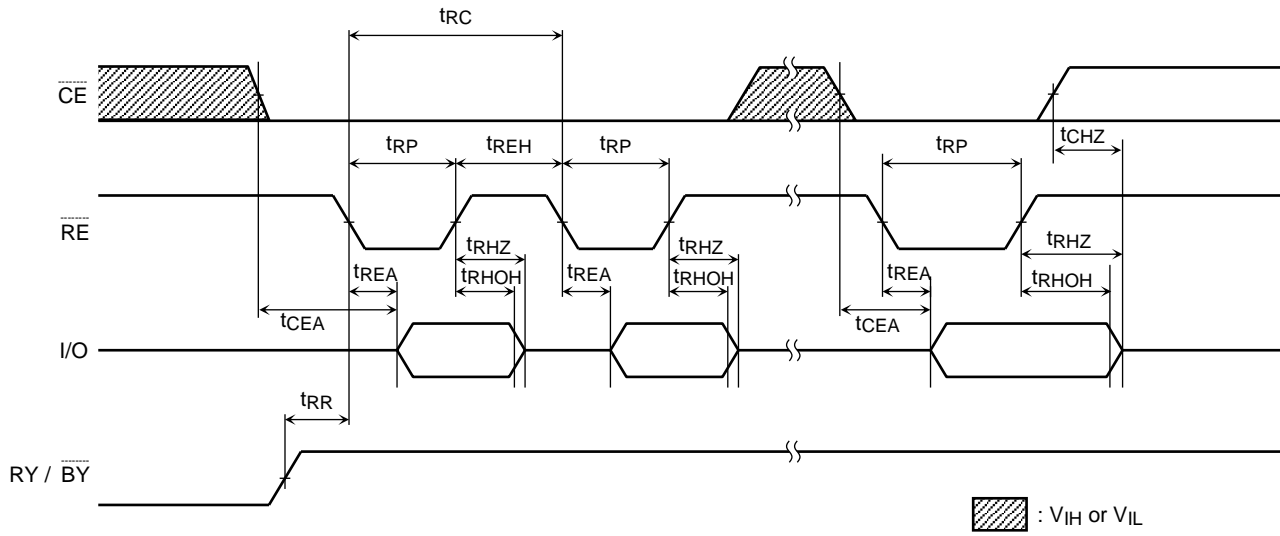 tRC
CE
tRP
tREH
tRP
tRP
tCHZ
RE
tREA
tRHZ
tRHOH
tREA
tRHZ
tRHOH
tREA
tRHZ
tRHOH
tCEA
tCEA
I/O
tRR
RY / BY
: VIH or VIL